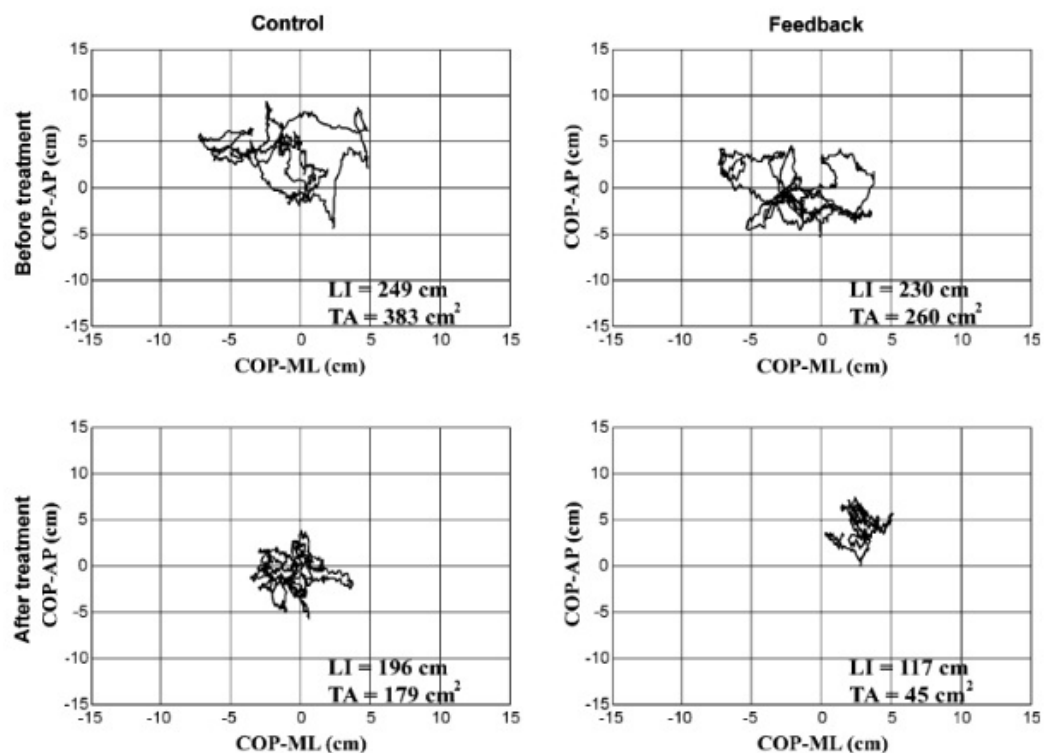 Control
Feedback
Before treatment
COP-AP (cm)
15
10
5
0
-5
-10
-15
LI = 249 cm
TA = 383 cm²
-15 -10 -5 0 5 10 15
COP-ML (cm)
COP-AP (cm)
15
10
5
0
-5
-10
-15
LI = 230 cm
TA = 260 cm²
-15 -10 -5 0 5 10 15
COP-ML (cm)
After treatment
COP-AP (cm)
15
10
5
0
-5
-10
-15
LI = 196 cm
TA = 179 cm²
-15 -10 -5 0 5 10 15
COP-ML (cm)
COP-AP (cm)
15
10
5
0
-5
-10
-15
LI = 117 cm
TA = 45 cm²
-15 -10 -5 0 5 10 15
COP-ML (cm)